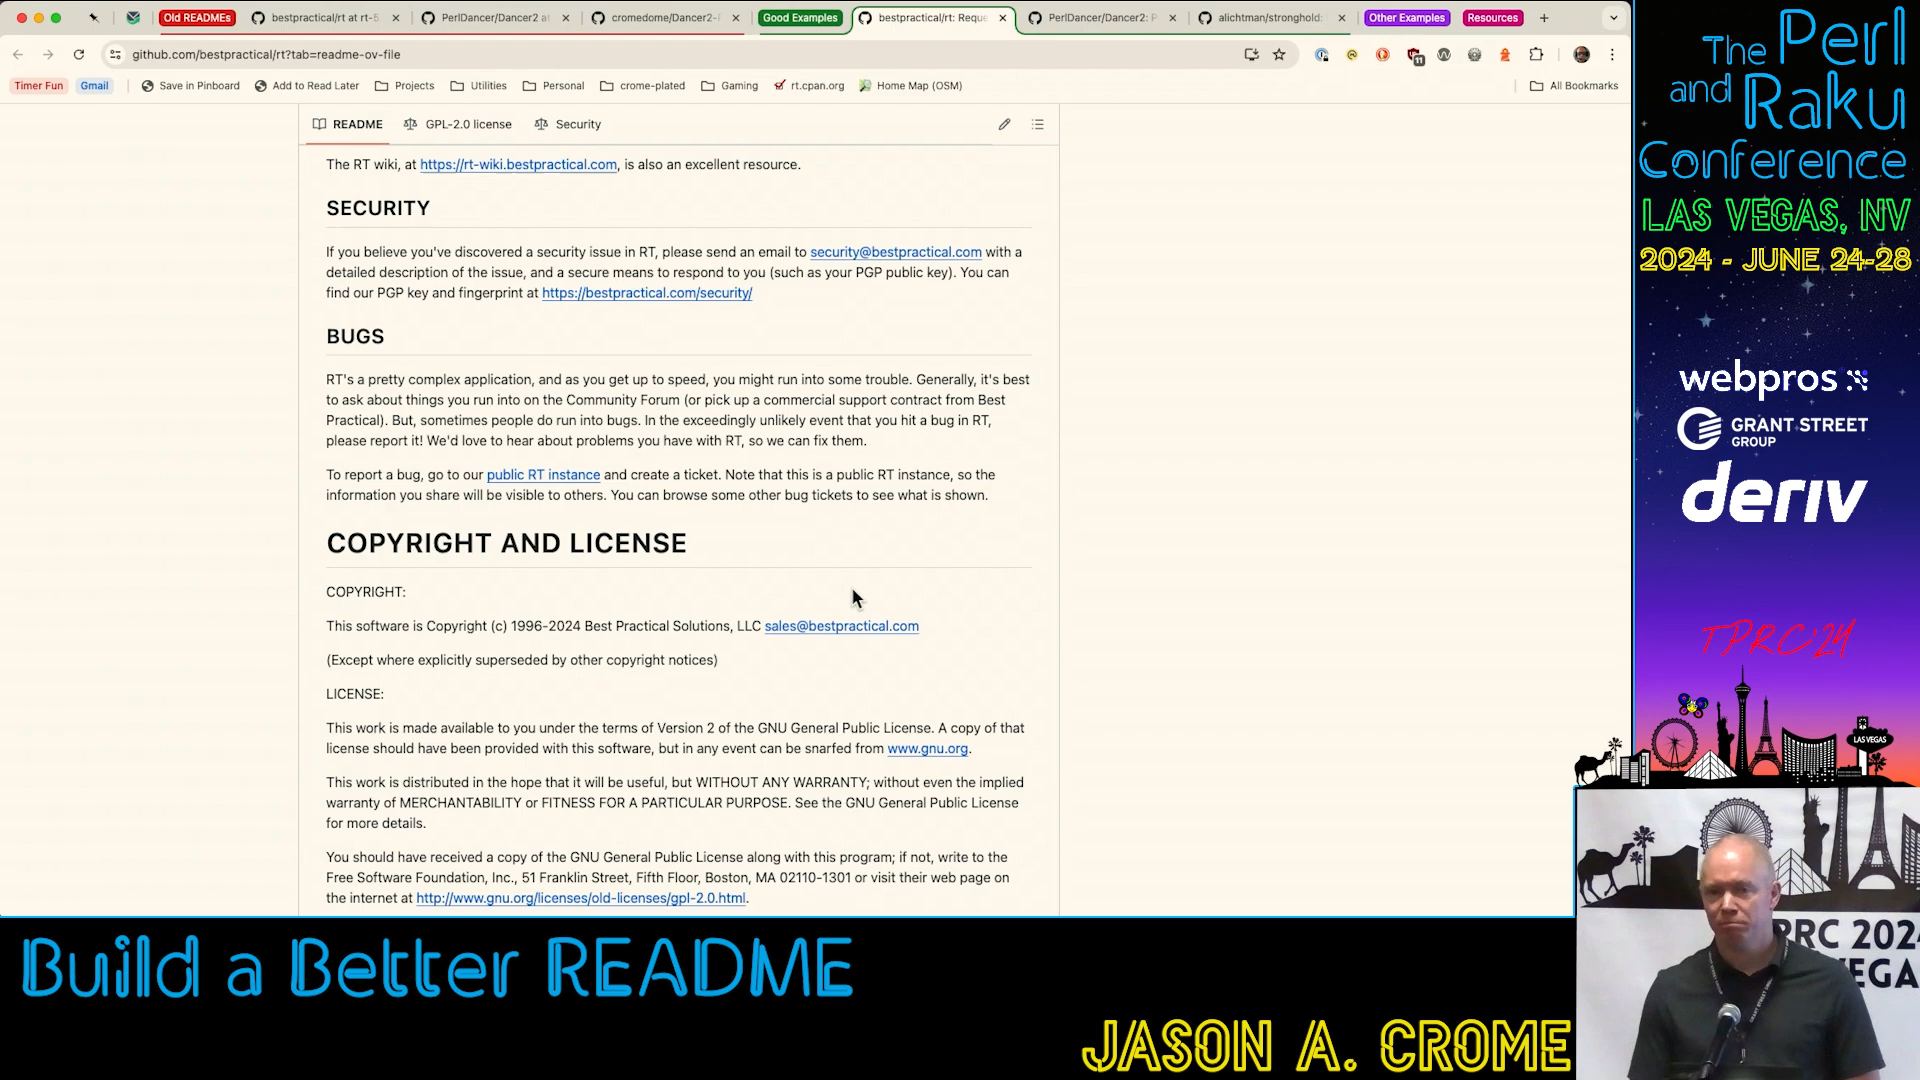 Old READMEs
bestpractical/rt at rt-5
PerlDancer/Dancer2 at
cromedome/Dancer2-
Good Examples
bestpractical/rt: Reque
PerlDancer/Dancer2: P
alichtman/stronghold:
Other Examples
Resources
github.com/bestpractical/rt?tab=readme-ov-file
11
Timer Fun
Gmail
Save in Pinboard
Add to Read Later
Projects
Utilities
Personal
crome-plated
Gaming
rt.cpan.org
Home Map (OSM)
All Bookmarks
README
GPL-2.0 license
Security
The RT wiki, at https://rt-wiki.bestpractical.com, is also an excellent resource.
SECURITY
If you believe you've discovered a security issue in RT, please send an email to security@bestpractical.com with a
detailed description of the issue, and a secure means to respond to you (such as your PGP public key). You can
find our PGP key and fingerprint at https://bestpractical.com/security/
BUGS
RT's a pretty complex application, and as you get up to speed, you might run into some trouble. Generally, it's best
to ask about things you run into on the Community Forum (or pick up a commercial support contract from Best
Practical). But, sometimes people do run into bugs. In the exceedingly unlikely event that you hit a bug in RT,
please report it! We'd love to hear about problems you have with RT, so we can fix them.
To report a bug, go to our public RT instance and create a ticket. Note that this is a public RT instance, so the
information you share will be visible to others. You can browse some other bug tickets to see what is shown.
COPYRIGHT AND LICENSE
COPYRIGHT:
This software is Copyright (c) 1996-2024 Best Practical Solutions, LLC sales@bestpractical.com
(Except where explicitly superseded by other copyright notices)
LICENSE:
This work is made available to you under the terms of Version 2 of the GNU General Public License. A copy of that
license should have been provided with this software, but in any event can be snarfed from www.gnu.org.
This work is distributed in the hope that it will be useful, but WITHOUT ANY WARRANTY; without even the implied
warranty of MERCHANTABILITY or FITNESS FOR A PARTICULAR PURPOSE. See the GNU General Public License
for more details.
You should have received a copy of the GNU General Public License along with this program; if not, write to the
Free Software Foundation, Inc., 51 Franklin Street, Fifth Floor, Boston, MA 02110-1301 or visit their web page on
the internet at http://www.gnu.org/licenses/old-licenses/gpl-2.0.html.
The Perl
and Raku
Conference
LAS VEGAS, NV
2024 - JUNE 24-28
webpros
GRANT STREET
GROUP
deriv
TPRC'24
LAS VEGAS
PRC 202
VEGA
Build a Better README
JASON A. CROME